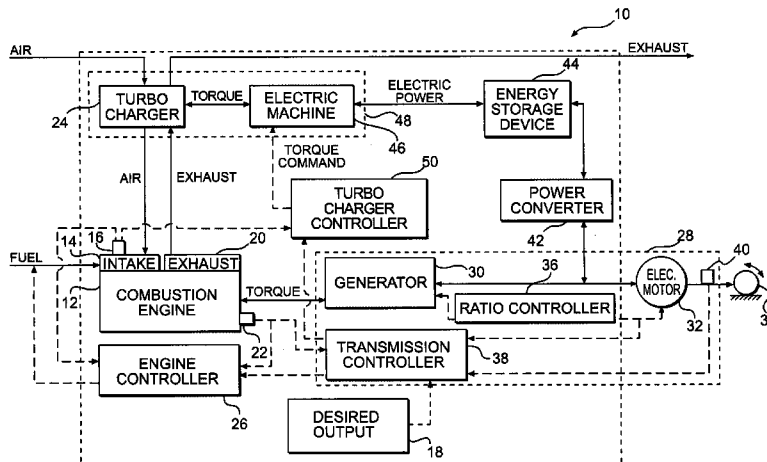 10
AIR
EXHAUST
44
TURBO
CHARGER
24
TORQUE
ELECTRIC
MACHINE
46
48
ELECTRIC
POWER
ENERGY
STORAGE
DEVICE
TORQUE
COMMAND
50
AIR
EXHAUST
TURBO
CHARGER
CONTROLLER
POWER
CONVERTER
42
28
40
16
20
FUEL
14
INTAKE
EXHAUST
12
COMBUSTION
ENGINE
22
TORQUE
GENERATOR
30
36
RATIO CONTROLLER
ELEC.
MOTOR
32
TRANSMISSION
CONTROLLER
38
ENGINE
CONTROLLER
26
DESIRED
OUTPUT
18